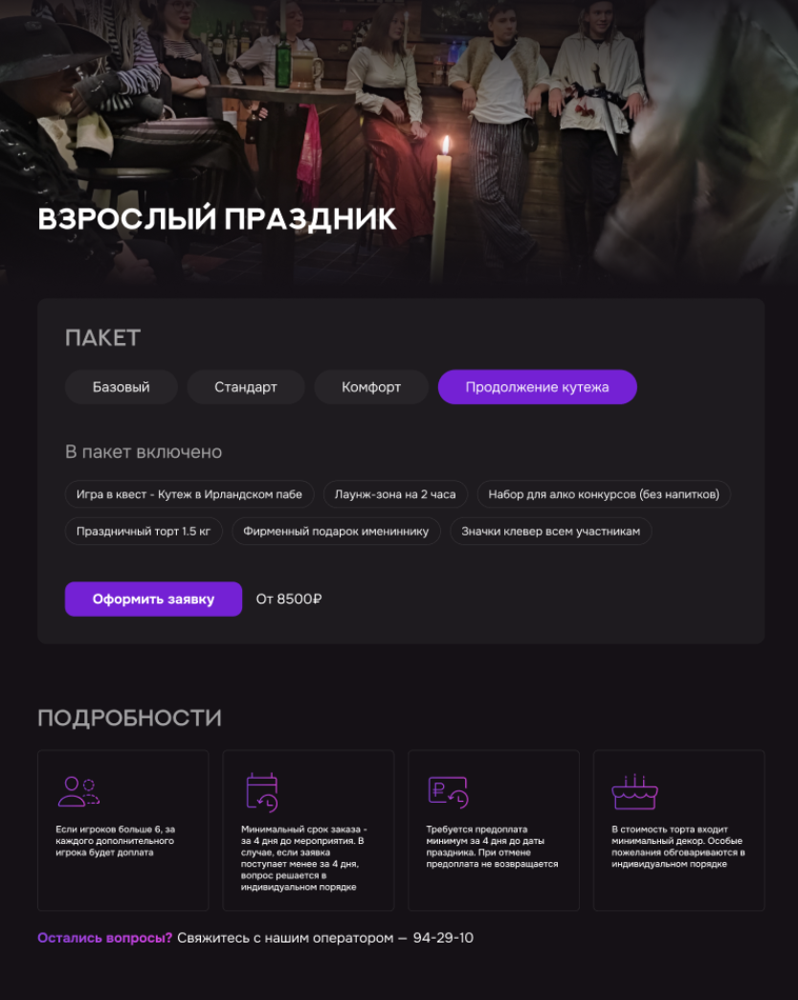 ВЗРОСЛЫЙ ПРАЗДНИК
ПАКЕТ
Базовый
Стандарт
Комфорт
Продолжение кутежа
В пакет включено
Игра в квест - Кутеж в Ирландском пабе
Лаунж-зона на 2 часа
Набор для алко конкурсов (без напитков)
Праздничный торт 1.5 кг
Фирменный подарок имениннику
Значки клевер всем участникам
Оформить заявку
От 8500₽
ПОДРОБНОСТИ
Если игроков больше 6, за
каждого дополнительного
игрока будет доплата
Минимальный срок заказа -
за 4 дня до мероприятия. В
случае, если заявка
поступает менее за 4 дня,
вопрос решается в
индивидуальном порядке
Требуется предоплата
минимум за 4 дня до даты
праздника. При отмене
предоплата не возвращается
В стоимость торта входит
минимальный декор. Особые
пожелания обговариваются в
индивидуальном порядке
Остались вопросы? Свяжитесь с нашим оператором — 94-29-10